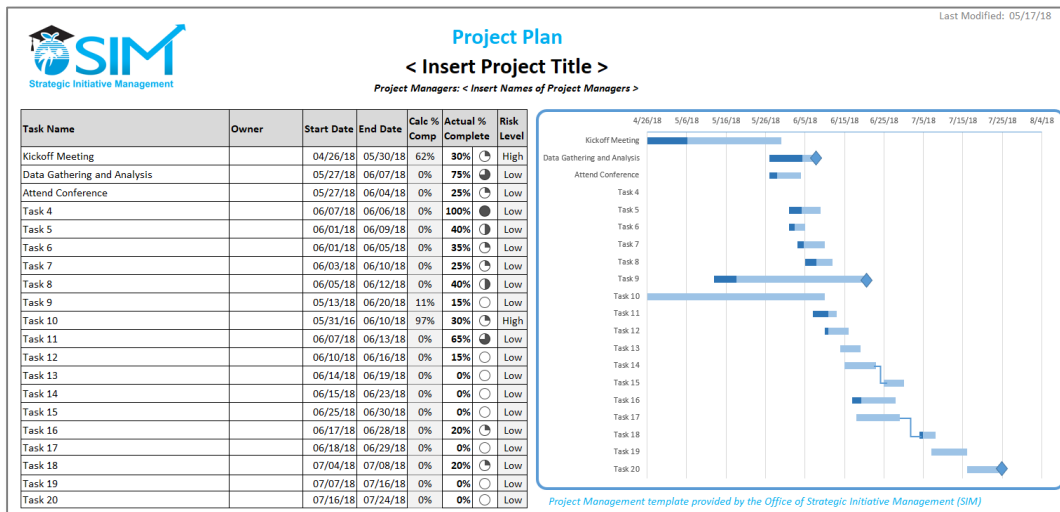 Last Modified: 05/17/18
SIM
Strategic Initiative Management
Project Plan
< Insert Project Title >
Project Managers: < Insert Names of Project Managers >
Task Name Owner Start Date End Date Calc % Comp Actual % Complete Risk Level
Kickoff Meeting 04/26/18 05/30/18 62% 30% High
Data Gathering and Analysis 05/27/18 06/07/18 0% 75% Low
Attend Conference 05/27/18 06/04/18 0% 25% Low
Task 4 06/07/18 06/06/18 0% 100% Low
Task 5 06/01/18 06/09/18 0% 40% Low
Task 6 06/01/18 06/05/18 0% 35% Low
Task 7 06/03/18 06/10/18 0% 25% Low
Task 8 06/05/18 06/12/18 0% 40% Low
Task 9 05/13/18 06/20/18 11% 15% Low
Task 10 05/31/16 06/10/18 97% 30% High
Task 11 06/07/18 06/13/18 0% 65% Low
Task 12 06/10/18 06/16/18 0% 15% Low
Task 13 06/14/18 06/19/18 0% 0% Low
Task 14 06/15/18 06/23/18 0% 0% Low
Task 15 06/25/18 06/30/18 0% 0% Low
Task 16 06/17/18 06/28/18 0% 20% Low
Task 17 06/18/18 06/29/18 0% 0% Low
Task 18 07/04/18 07/08/18 0% 20% Low
Task 19 07/07/18 07/16/18 0% 0% Low
Task 20 07/16/18 07/24/18 0% 0% Low
4/26/18 5/6/18 5/16/18 5/26/18 6/5/18 6/15/18 6/25/18 7/5/18 7/15/18 7/25/18 8/4/18
Kickoff Meeting
Data Gathering and Analysis
Attend Conference
Task 4
Task 5
Task 6
Task 7
Task 8
Task 9
Task 10
Task 11
Task 12
Task 13
Task 14
Task 15
Task 16
Task 17
Task 18
Task 19
Task 20
Project Management template provided by the Office of Strategic Initiative Management (SIM)